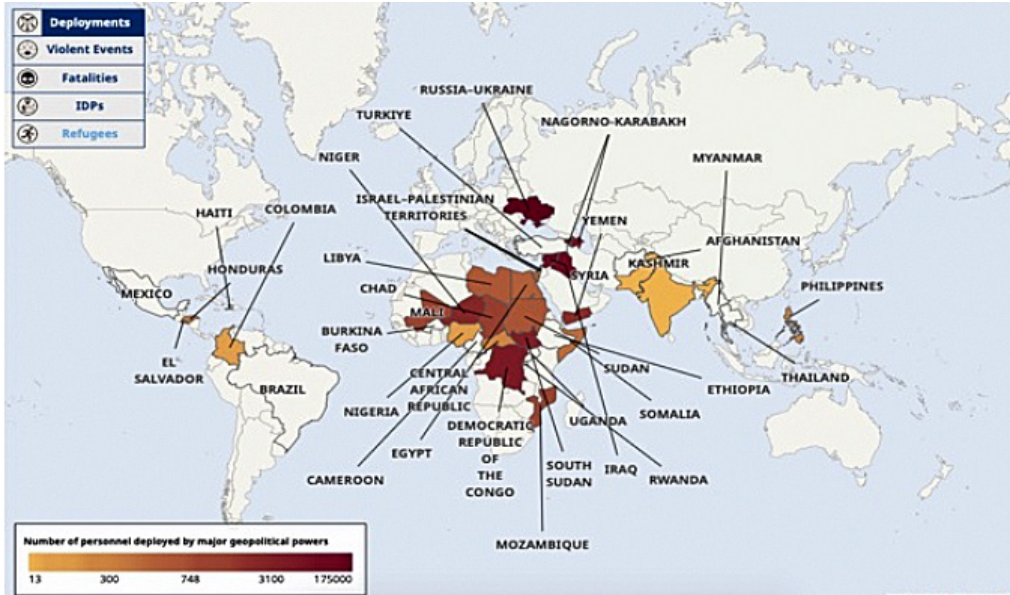 Deployments
Violent Events
Fatalities
IDPs
Refugees
RUSSIA–UKRAINE
TURKIYE
NAGORNO-KARABAKH
NIGER
MYANMAR
ISRAEL–PALESTINIAN
TERRITORIES
HAITI
COLOMBIA
YEMEN
AFGHANISTAN
LIBYA
HONDURAS
SYRIA
KASHMIR
MEXICO
CHAD
PHILIPPINES
MALI
BURKINA
FASO
EL
SALVADOR
SUDAN
CENTRAL
AFRICAN
REPUBLIC
THAILAND
BRAZIL
ETHIOPIA
NIGERIA
SOMALIA
UGANDA
DEMOCRATIC
REPUBLIC
OF
THE
CONGO
EGYPT
SOUTH
SUDAN
IRAQ
RWANDA
CAMEROON
MOZAMBIQUE
Number of personnel deployed by major geopolitical powers
13 300 748 3100 175000